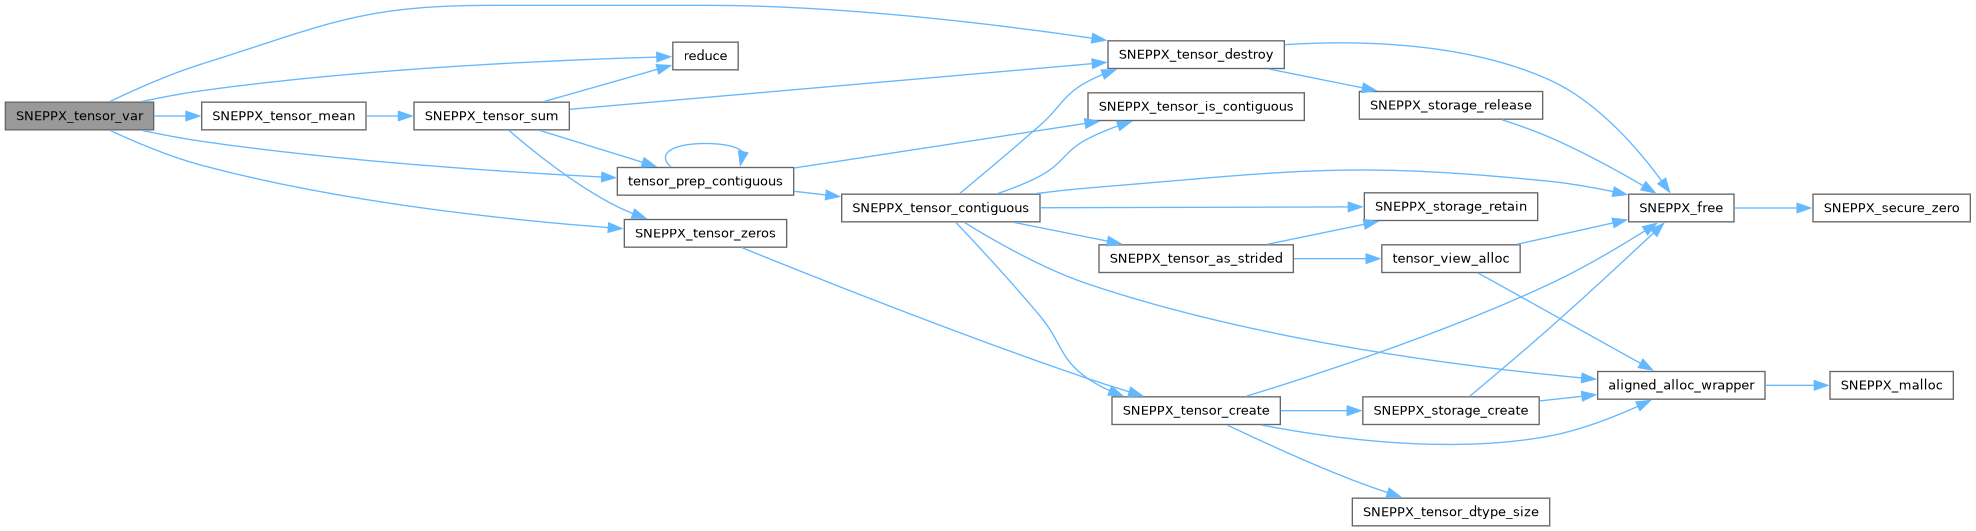 SNEPPX_tensor_var
SNEPPX_tensor_mean
SNEPPX_tensor_sum
reduce
tensor_prep_contiguous
SNEPPX_tensor_zeros
SNEPPX_tensor_contiguous
SNEPPX_tensor_destroy
SNEPPX_tensor_is_contiguous
SNEPPX_tensor_as_strided
SNEPPX_tensor_create
SNEPPX_storage_release
SNEPPX_storage_retain
tensor_view_alloc
SNEPPX_storage_create
SNEPPX_tensor_dtype_size
SNEPPX_free
aligned_alloc_wrapper
SNEPPX_secure_zero
SNEPPX_malloc